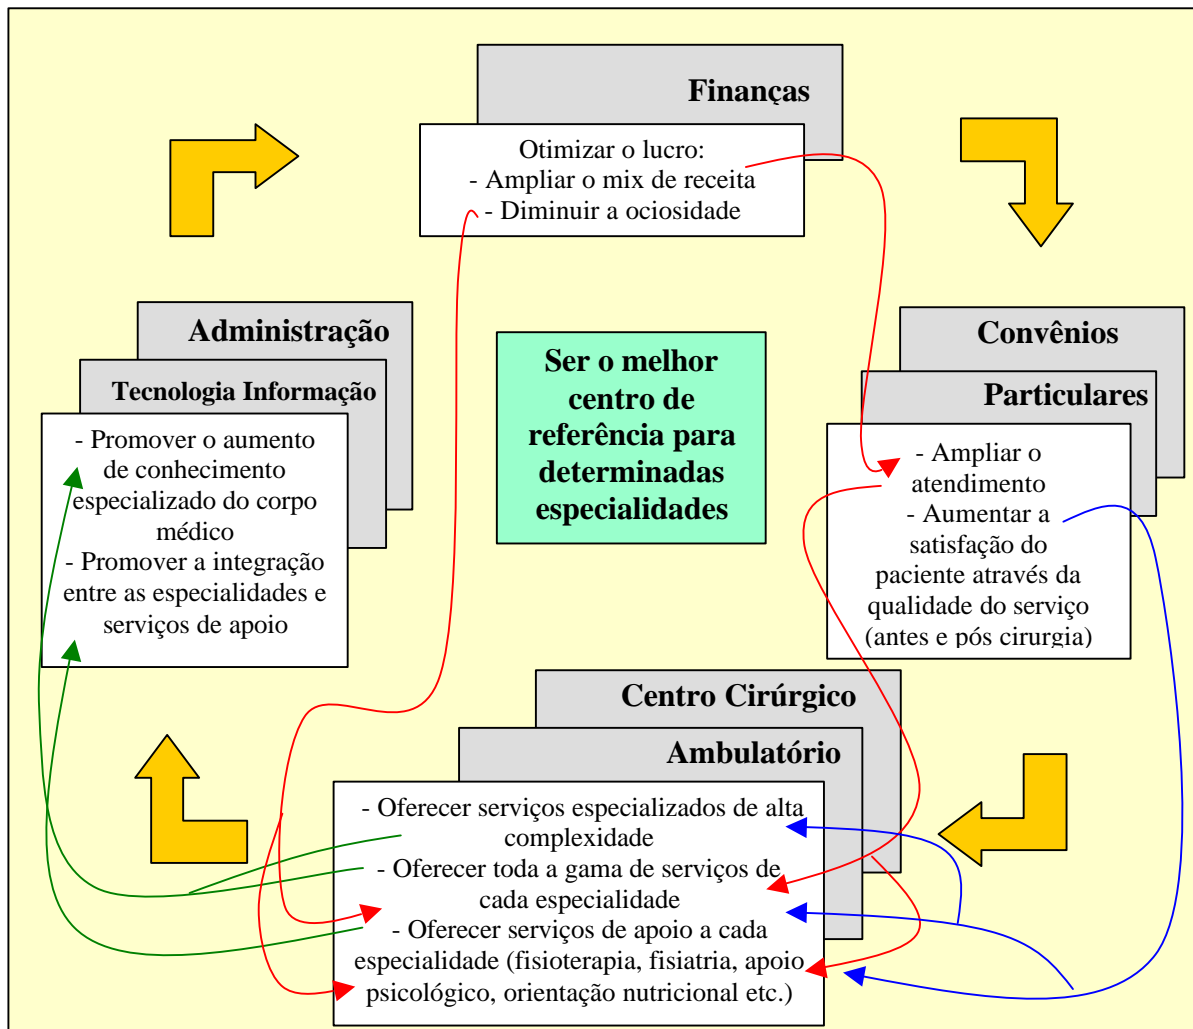 Finanças
Otimizar o lucro:
- Ampliar o mix de receita
- Diminuir a ociosidade
Administração
Tecnologia Informação
- Promover o aumento
de conhecimento
especializado do corpo
médico
- Promover a integração
entre as especialidades e
serviços de apoio
Ser o melhor
centro de
referência para
determinadas
especialidades
Convênios
Particulares
- Ampliar o
atendimento
- Aumentar a
satisfação do
paciente através da
qualidade do serviço
(antes e pós cirurgia)
Centro Cirúrgico
Ambulatório
- Oferecer serviços especializados de alta
complexidade
- Oferecer toda a gama de serviços de
cada especialidade
- Oferecer serviços de apoio a cada
especialidade (fisioterapia, fisiatria, apoio
psicológico, orientação nutricional etc.)